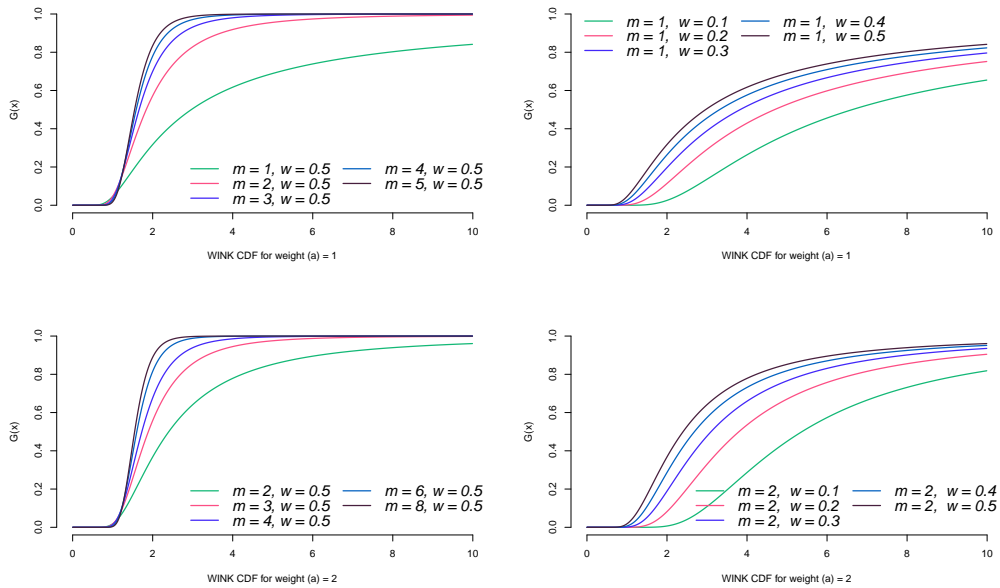 1.0
0.8
0.6
0.4
0.2
0.0
G(x)
0 2 4 6 8 10
m = 1, w = 0.5
m = 2, w = 0.5
m = 3, w = 0.5
m = 4, w = 0.5
m = 5, w = 0.5
WINK CDF for weight (a) = 1
1.0
0.8
0.6
0.4
0.2
0.0
G(x)
0 2 4 6 8 10
m = 1, w = 0.1
m = 1, w = 0.2
m = 1, w = 0.3
m = 1, w = 0.4
m = 1, w = 0.5
WINK CDF for weight (a) = 1
1.0
0.8
0.6
0.4
0.2
0.0
G(x)
0 2 4 6 8 10
m = 2, w = 0.5
m = 3, w = 0.5
m = 4, w = 0.5
m = 6, w = 0.5
m = 8, w = 0.5
WINK CDF for weight (a) = 2
1.0
0.8
0.6
0.4
0.2
0.0
G(x)
0 2 4 6 8 10
m = 2, w = 0.1
m = 2, w = 0.2
m = 2, w = 0.3
m = 2, w = 0.4
m = 2, w = 0.5
WINK CDF for weight (a) = 2